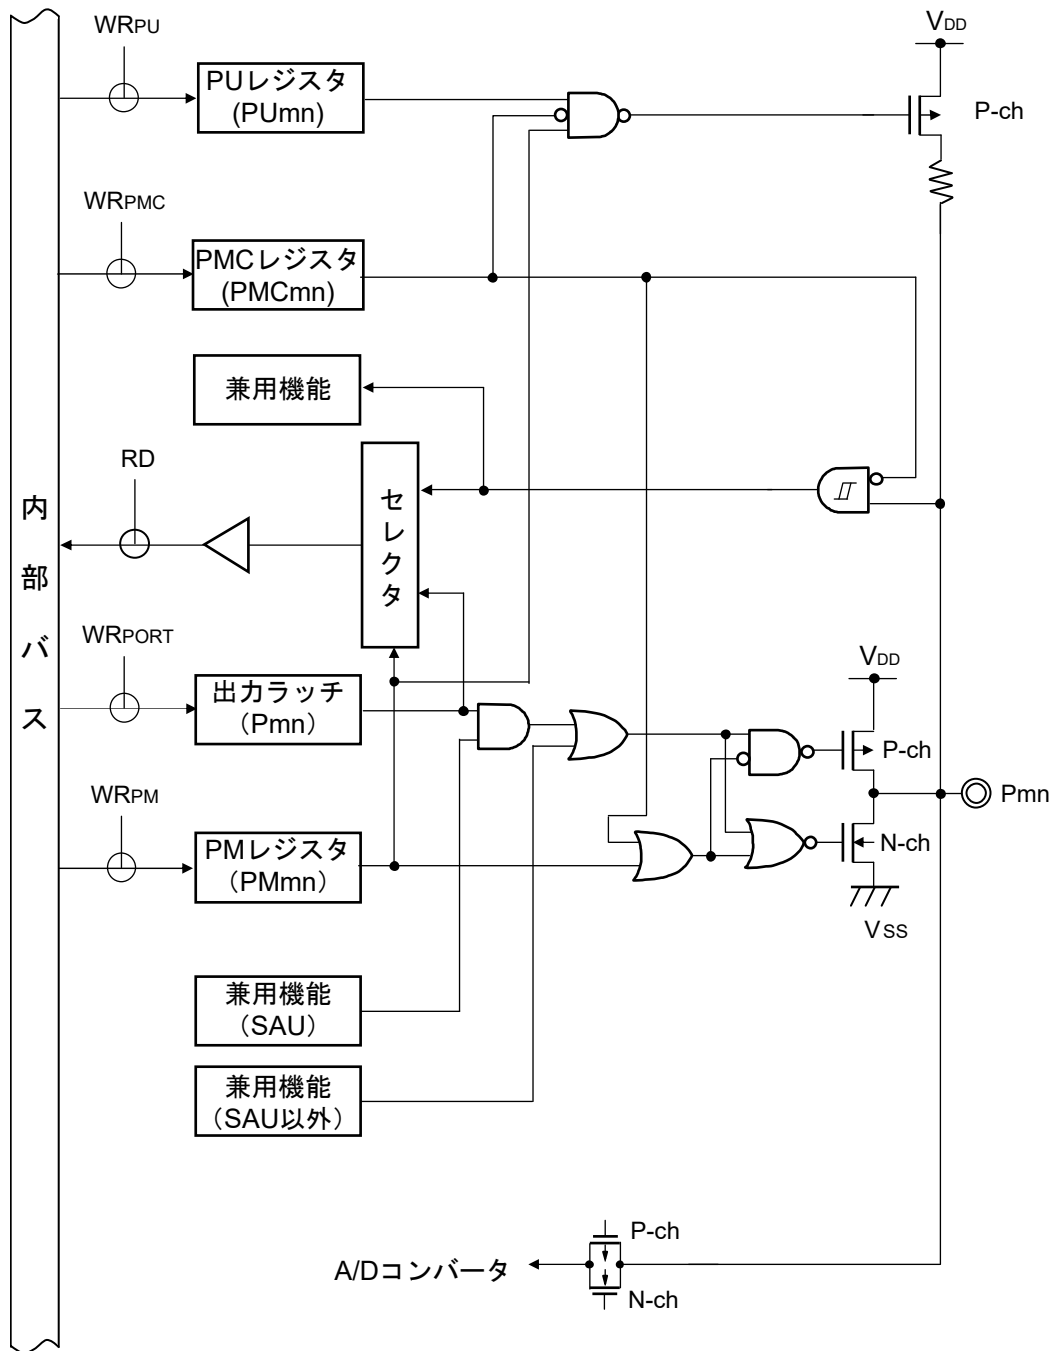 WRPU
PUレジスタ
(PUmn)
VDD
P-ch
WRPMC
PMCレジスタ
(PMCmn)
兼用機能
RD
セレクタ
内部バス
WRPORT
出力ラッチ
（Pmn）
VDD
P-ch
Pmn
WRPM
PMレジスタ
（PMmn）
N-ch
VSS
兼用機能
（SAU）
兼用機能
（SAU以外）
P-ch
A/Dコンバータ
N-ch